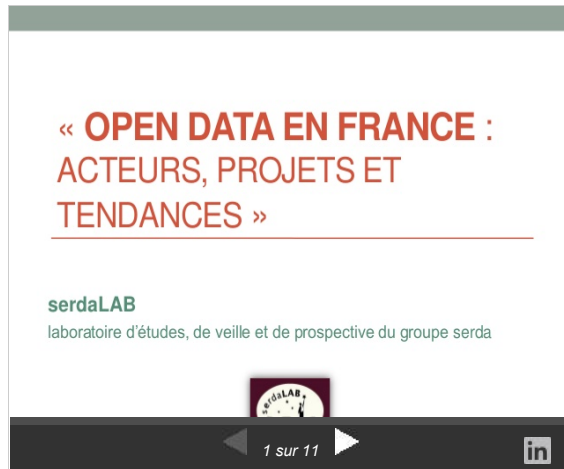 « OPEN DATA EN FRANCE :
ACTEURS, PROJETS ET
TENDANCES »
serdaLAB
laboratoire d'études, de veille et de prospective du groupe serda
serdaLAB
1 sur 11
in